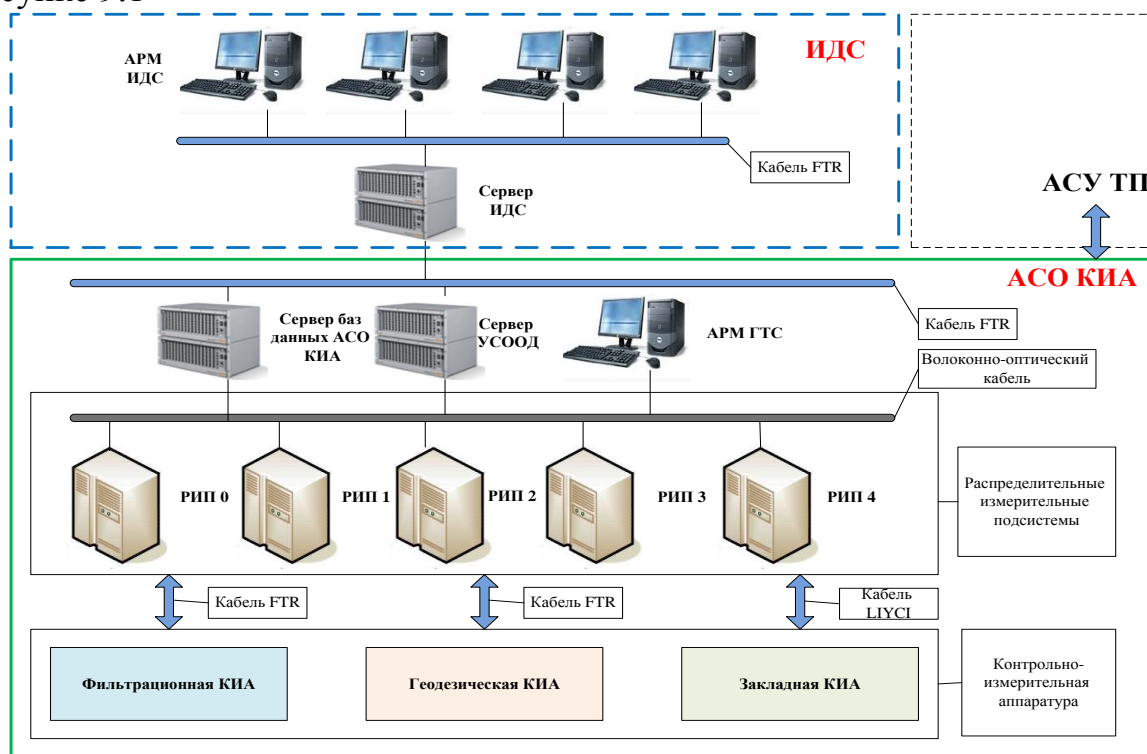 АРМ
ИДС
ИДС
Кабель FTR
Сервер
ИДС
АСУ ТП
АСО КИА
Сервер баз
данных АСО
КИА
Сервер
УСООД
АРМ ГТС
Кабель FTR
Волоконно-оптический
кабель
РИП 0
РИП 1
РИП 2
РИП 3
РИП 4
Распределительные
измерительные
подсистемы
Кабель FTR
Кабель FTR
Кабель
LIYCI
Фильтрационная КИА
Геодезическая КИА
Закладная КИА
Контрольно-
измерительная
аппаратура